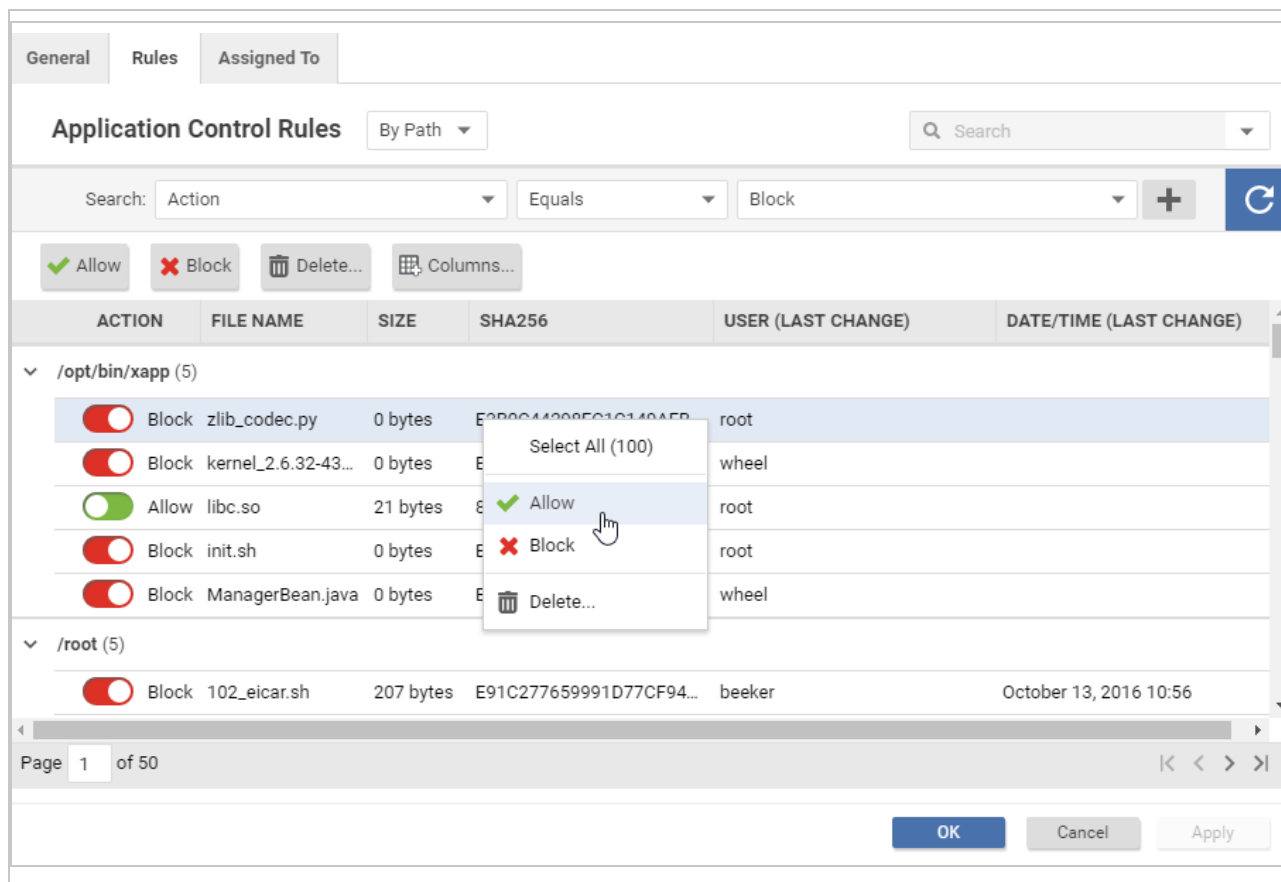 General Rules Assigned To
Application Control Rules By Path Search
Search: Action Equals Block
Allow Block Delete... Columns...
ACTION FILE NAME SIZE SHA256 USER (LAST CHANGE) DATE/TIME (LAST CHANGE)
/opt/bin/xapp (5)
Block zlib_codec.py 0 bytes root
Select All (100)
Block kernel_2.6.32-43... 0 bytes E wheel
Allow libc.so 21 bytes 8 Allow root
Block init.sh 0 bytes E Block root
Block ManagerBean.java 0 bytes E Delete... wheel
/root (5)
Block 102_eicar.sh 207 bytes E91C277659991D77CF94... beeker October 13, 2016 10:56
Page 1 of 50
OK Cancel Apply